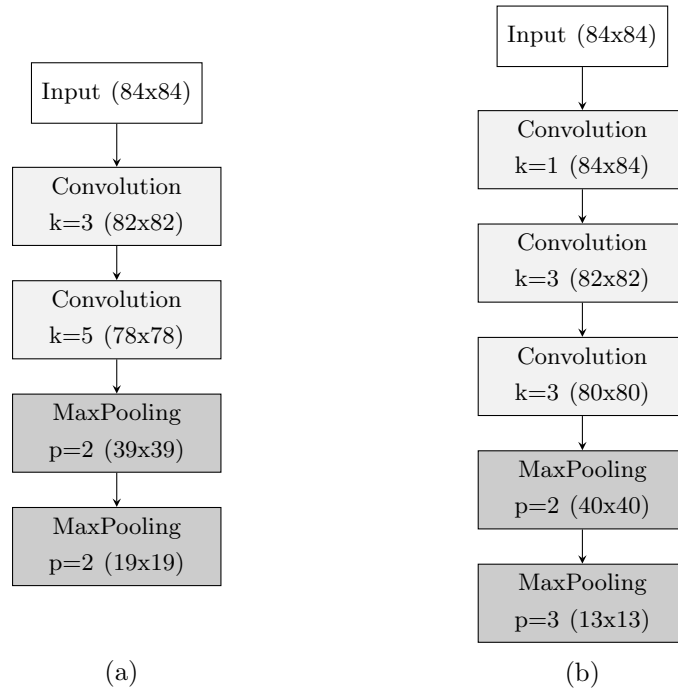 Input (84x84)
Convolution
k=3 (82x82)
Convolution
k=5 (78x78)
MaxPooling
p=2 (39x39)
MaxPooling
p=2 (19x19)
(a)
Input (84x84)
Convolution
k=1 (84x84)
Convolution
k=3 (82x82)
Convolution
k=3 (80x80)
MaxPooling
p=2 (40x40)
MaxPooling
p=3 (13x13)
(b)